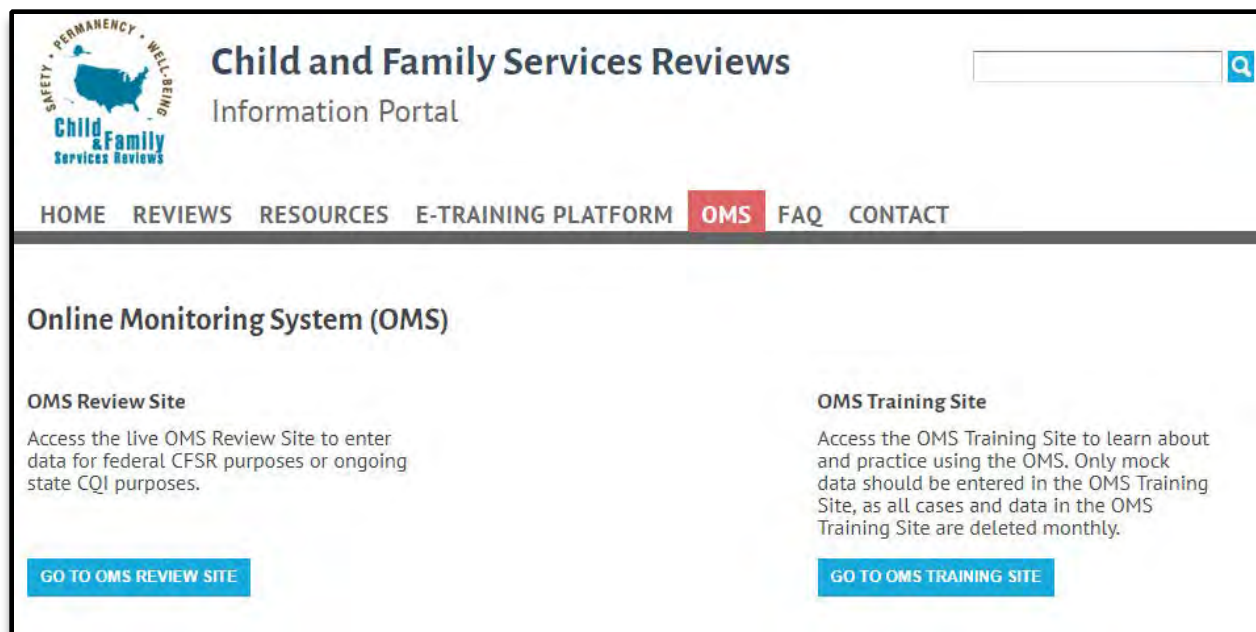 SAFETY • PERMANENCY • WELL-BEING
Child
&Family
Services Reviews
Child and Family Services Reviews
Information Portal
HOME REVIEWS RESOURCES E-TRAINING PLATFORM OMS FAQ CONTACT
Online Monitoring System (OMS)
OMS Review Site
Access the live OMS Review Site to enter
data for federal CFSR purposes or ongoing
state CQI purposes.
GO TO OMS REVIEW SITE
OMS Training Site
Access the OMS Training Site to learn about
and practice using the OMS. Only mock
data should be entered in the OMS Training
Site, as all cases and data in the OMS
Training Site are deleted monthly.
GO TO OMS TRAINING SITE